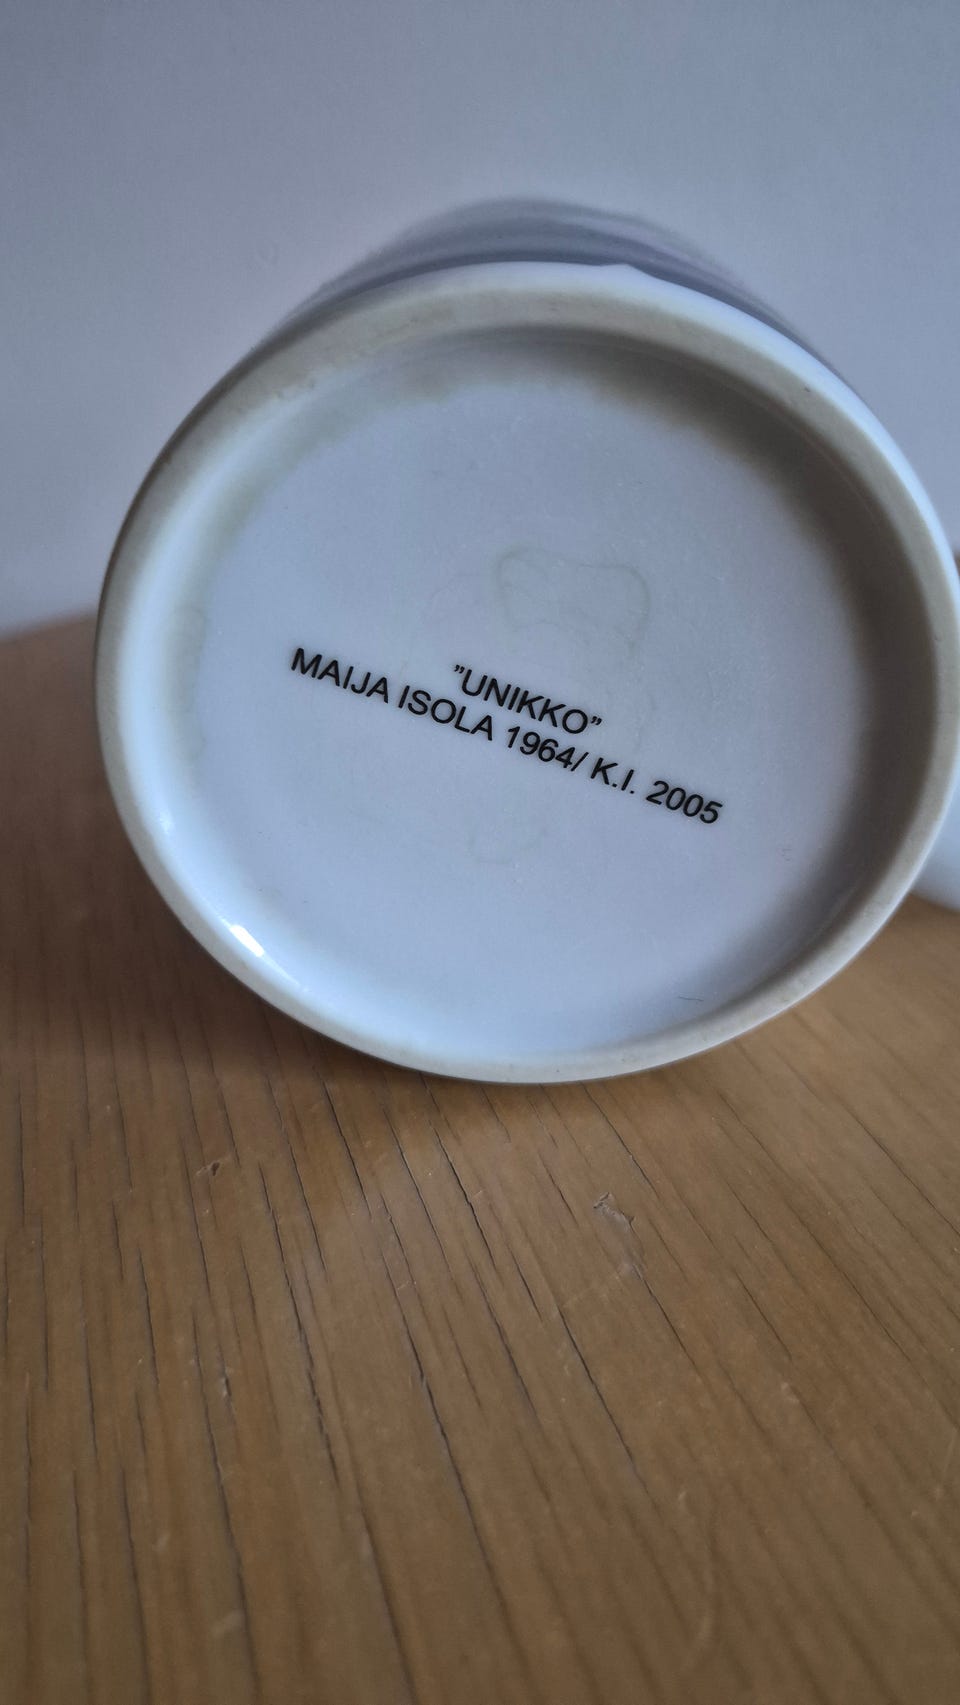 ”UNIKKO”
MAIJA ISOLA 1964/ K.I. 2005